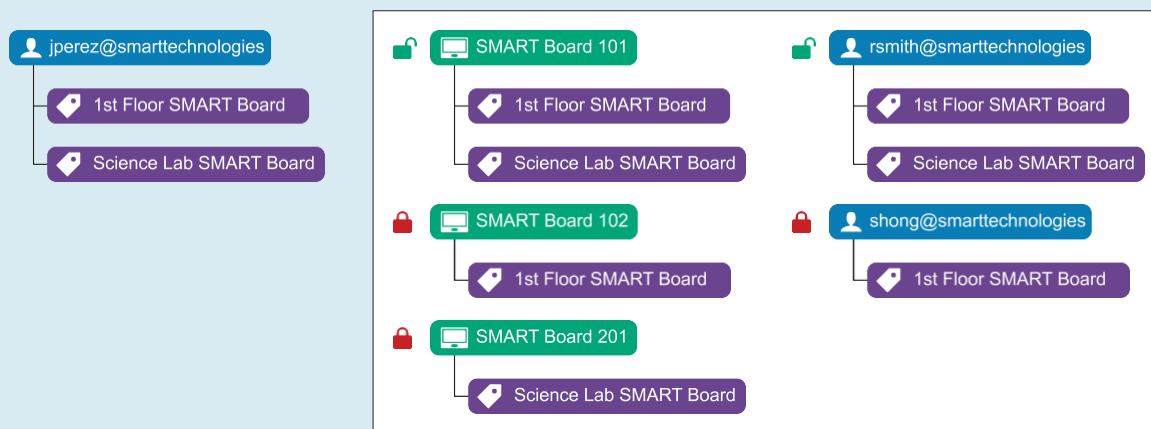 jperez@smarttechnologies
1st Floor SMART Board
Science Lab SMART Board
SMART Board 101
1st Floor SMART Board
Science Lab SMART Board
SMART Board 102
1st Floor SMART Board
SMART Board 201
Science Lab SMART Board
rsmith@smarttechnologies
1st Floor SMART Board
Science Lab SMART Board
shong@smarttechnologies
1st Floor SMART Board